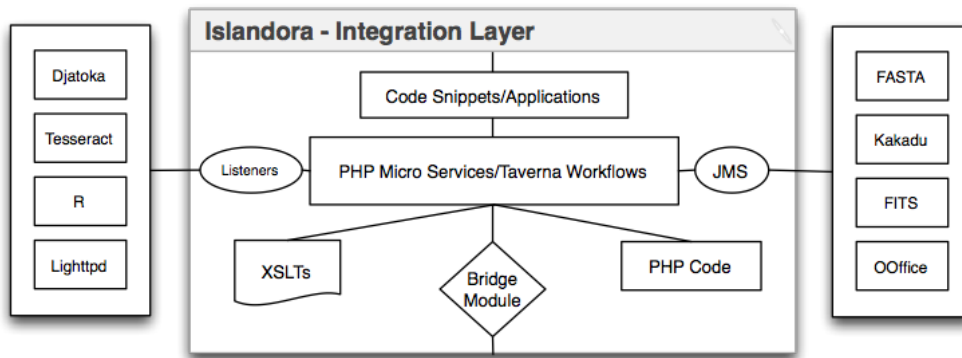 Islandora - Integration Layer
Djatoka
Tesseract
R
Lighttpd
Code Snippets/Applications
Listeners
PHP Micro Services/Taverna Workflows
JMS
XSLTs
Bridge
Module
PHP Code
FASTA
Kakadu
FITS
OOffice